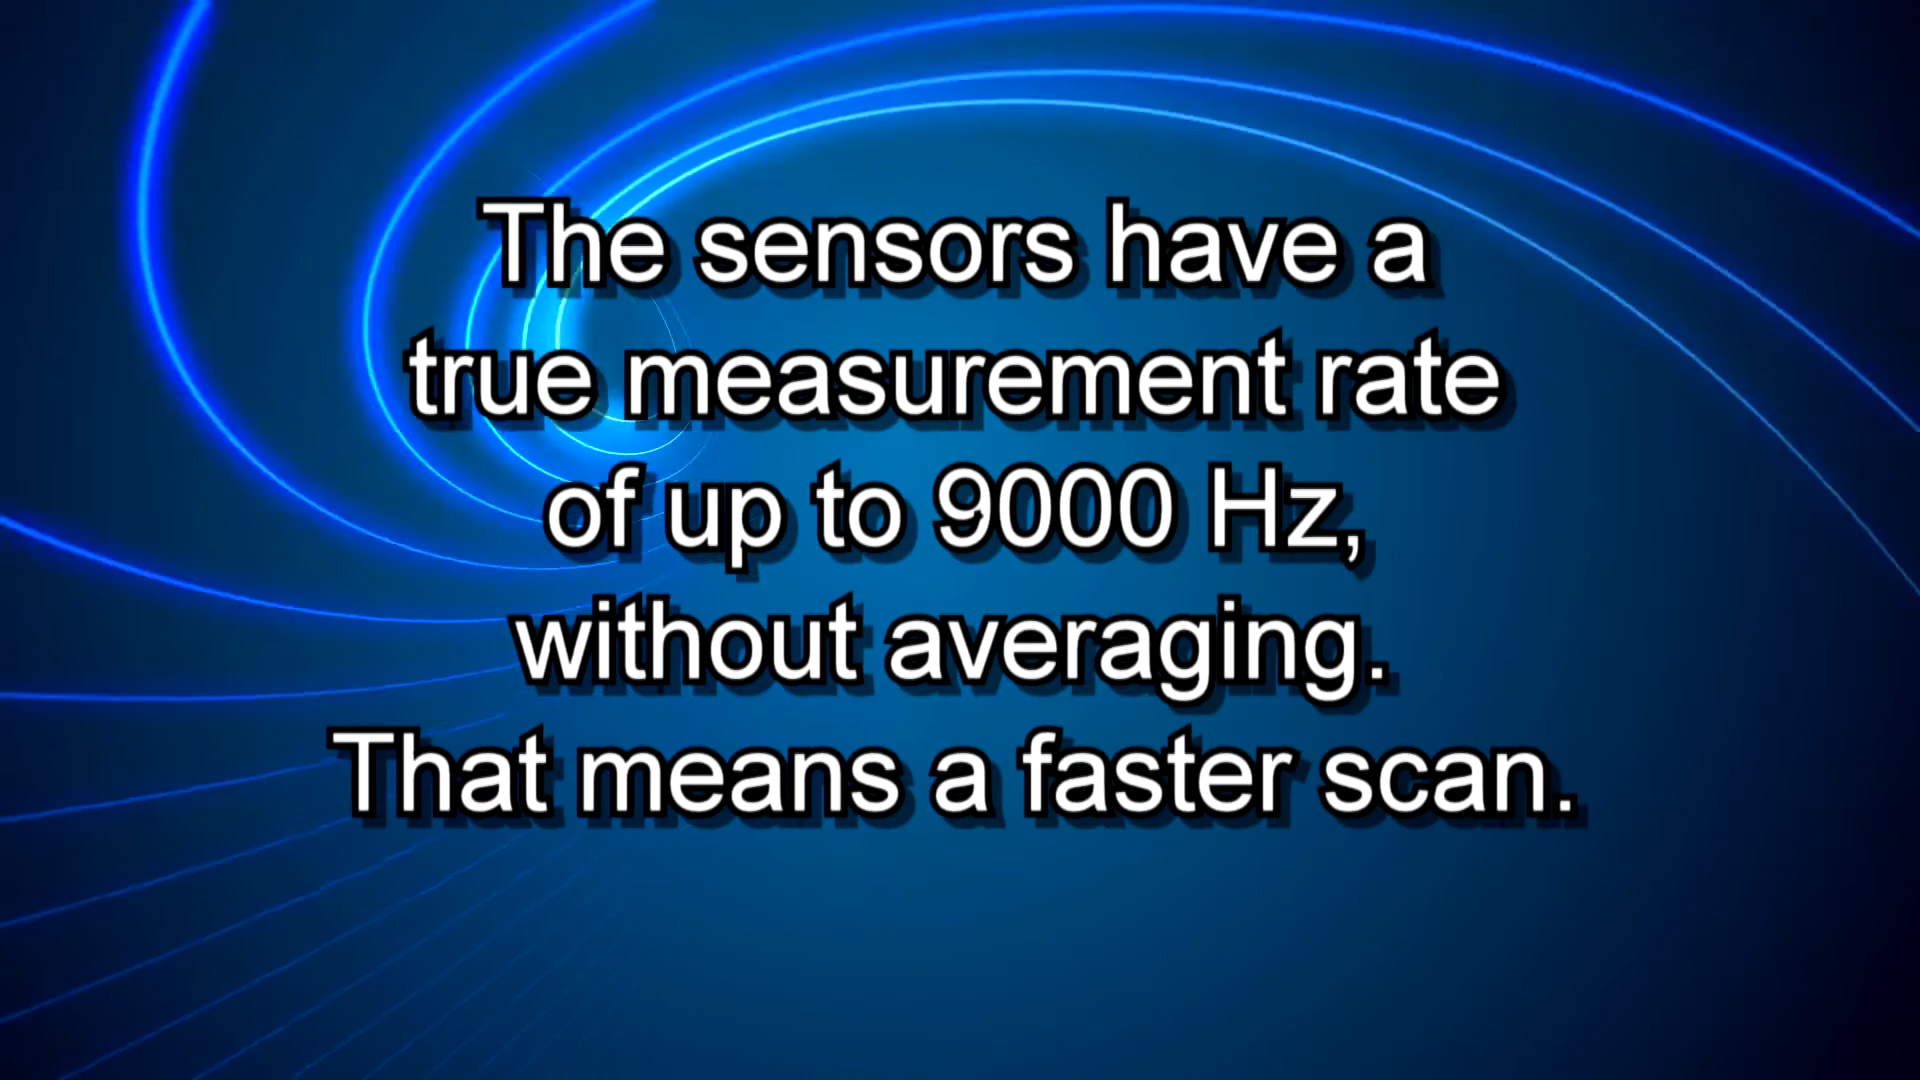 The sensors have a
true measurement rate
of up to 9000 Hz,
without averaging.
That means a faster scan.